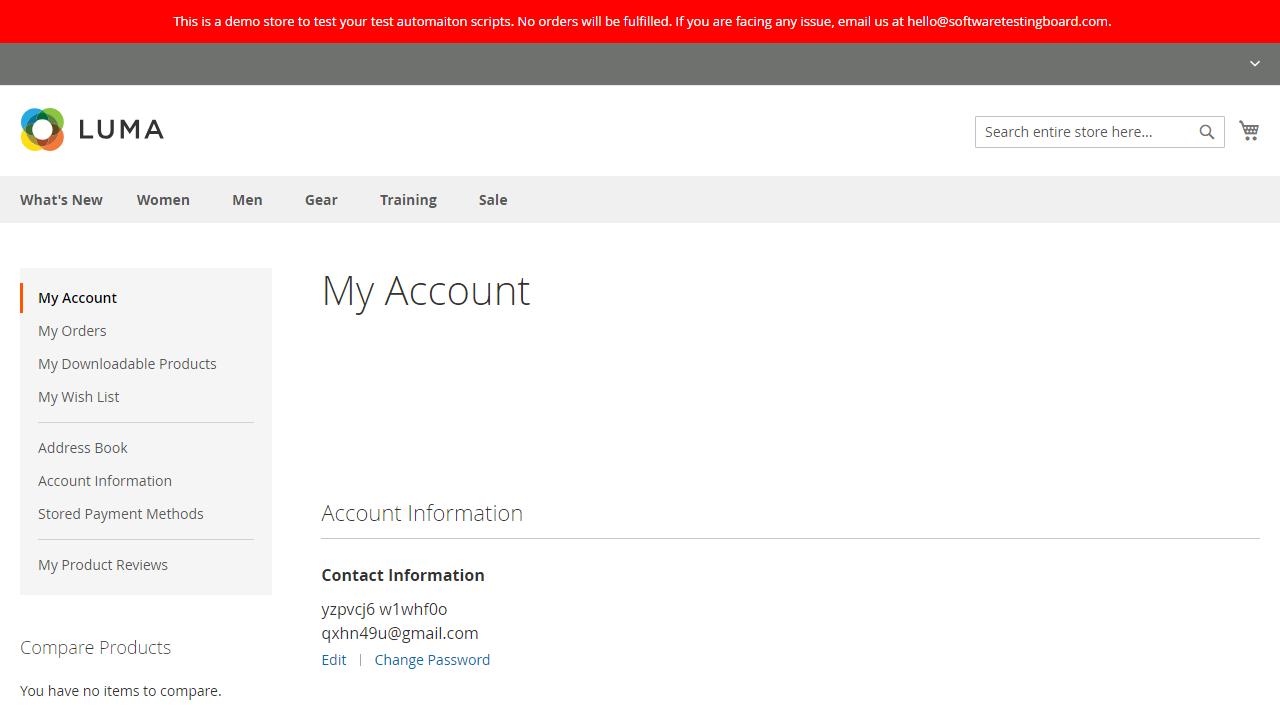 This is a demo store to test your test automaiton scripts. No orders will be fulfilled. If you are facing any issue, email us at hello@softwaretestingboard.com.
LUMA
Search entire store here...
What's New Women Men Gear Training Sale
My Account
My Orders
My Downloadable Products
My Wish List
Address Book
Account Information
Stored Payment Methods
My Product Reviews
Compare Products
You have no items to compare.
My Account
Account Information
Contact Information
yzpvcj6 w1whf0o
qxhn49u@gmail.com
Edit | Change Password